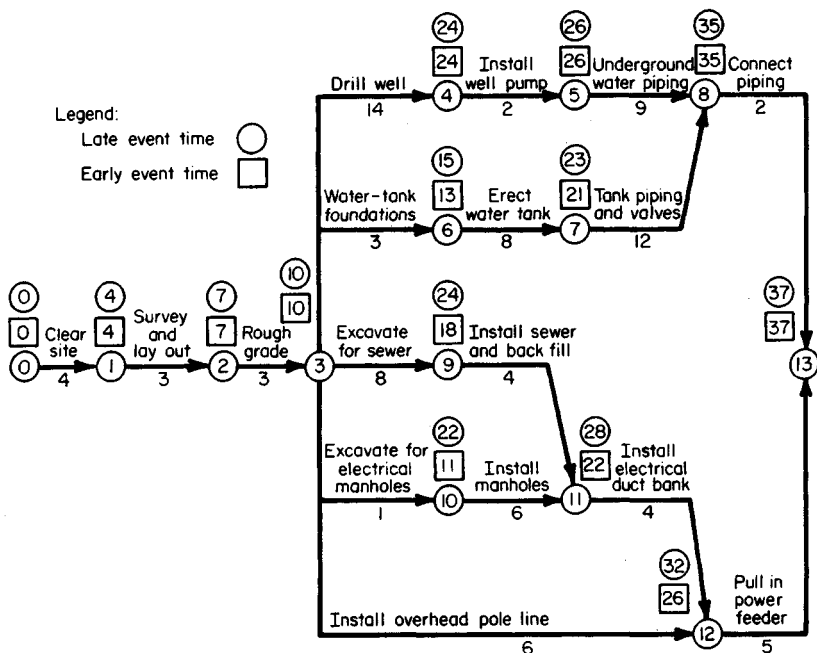 24
26
35
24
Install
26
Underground
35
Connect
Drill well
4
well pump
5
water piping
8
piping
14
2
9
2
Legend:
Late event time
Early event time
15
23
Water-tank
13
Erect
21
Tank piping
foundations
6
water tank
7
and valves
3
8
12
0
4
7
10
24
37
0
Clear
4
Survey
and
7
Rough
10
Excavate
18
Install sewer
37
site
lay out
grade
for sewer
and back fill
0
1
2
3
9
13
4
3
3
8
4
22
28
Excavate for
11
Install
22
Install
electrical
manholes
electrical
manholes
10
11
duct bank
1
6
4
32
26
Pull in
power
feeder
Install overhead pole line
12
6
5